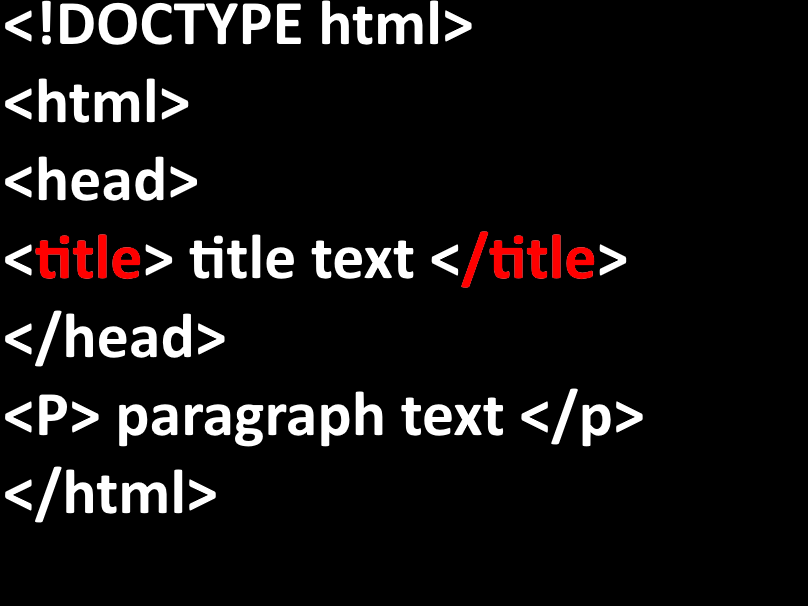 <!DOCTYPE html>
<html>
<head>
<title> title text </title>
</head>
<P> paragraph text </p>
</html>